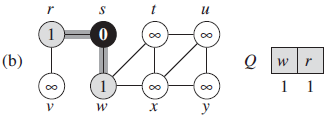 r s t u
(b) 1 0 ∞ ∞ Q w r
∞ 1 ∞ ∞ 1 1
v w x y